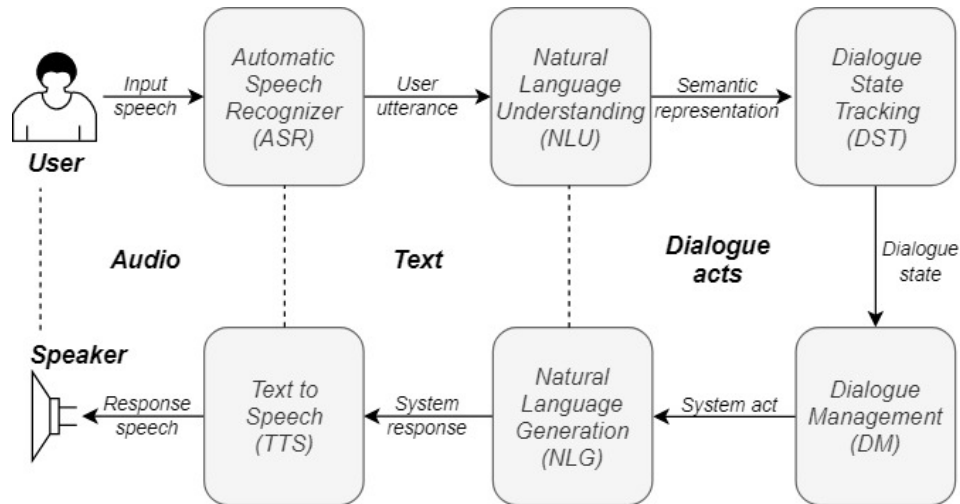 Input
speech
User
Automatic
Speech
Recognizer
(ASR)
User
utterance
Natural
Language
Understanding
(NLU)
Semantic
representation
Dialogue
State
Tracking
(DST)
Audio
Text
Dialogue
acts
Dialogue
state
Speaker
Response
speech
Text to
Speech
(TTS)
System
response
Natural
Language
Generation
(NLG)
System act
Dialogue
Management
(DM)